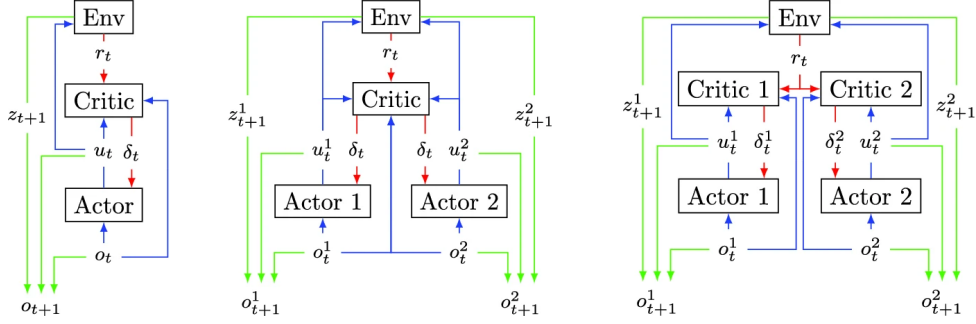 Env
r_t
Critic
z_{t+1}
u_t δ_t
Actor
o_t
o_{t+1}
Env
r_t
Critic
z^1_{t+1} z^2_{t+1}
u^1_t δ_t δ_t u^2_t
Actor 1 Actor 2
o^1_t o^2_t
o^1_{t+1} o^2_{t+1}
Env
r_t
Critic 1 Critic 2
z^1_{t+1} z^2_{t+1}
u^1_t δ^1_t δ^2_t u^2_t
Actor 1 Actor 2
o^1_t o^2_t
o^1_{t+1} o^2_{t+1}